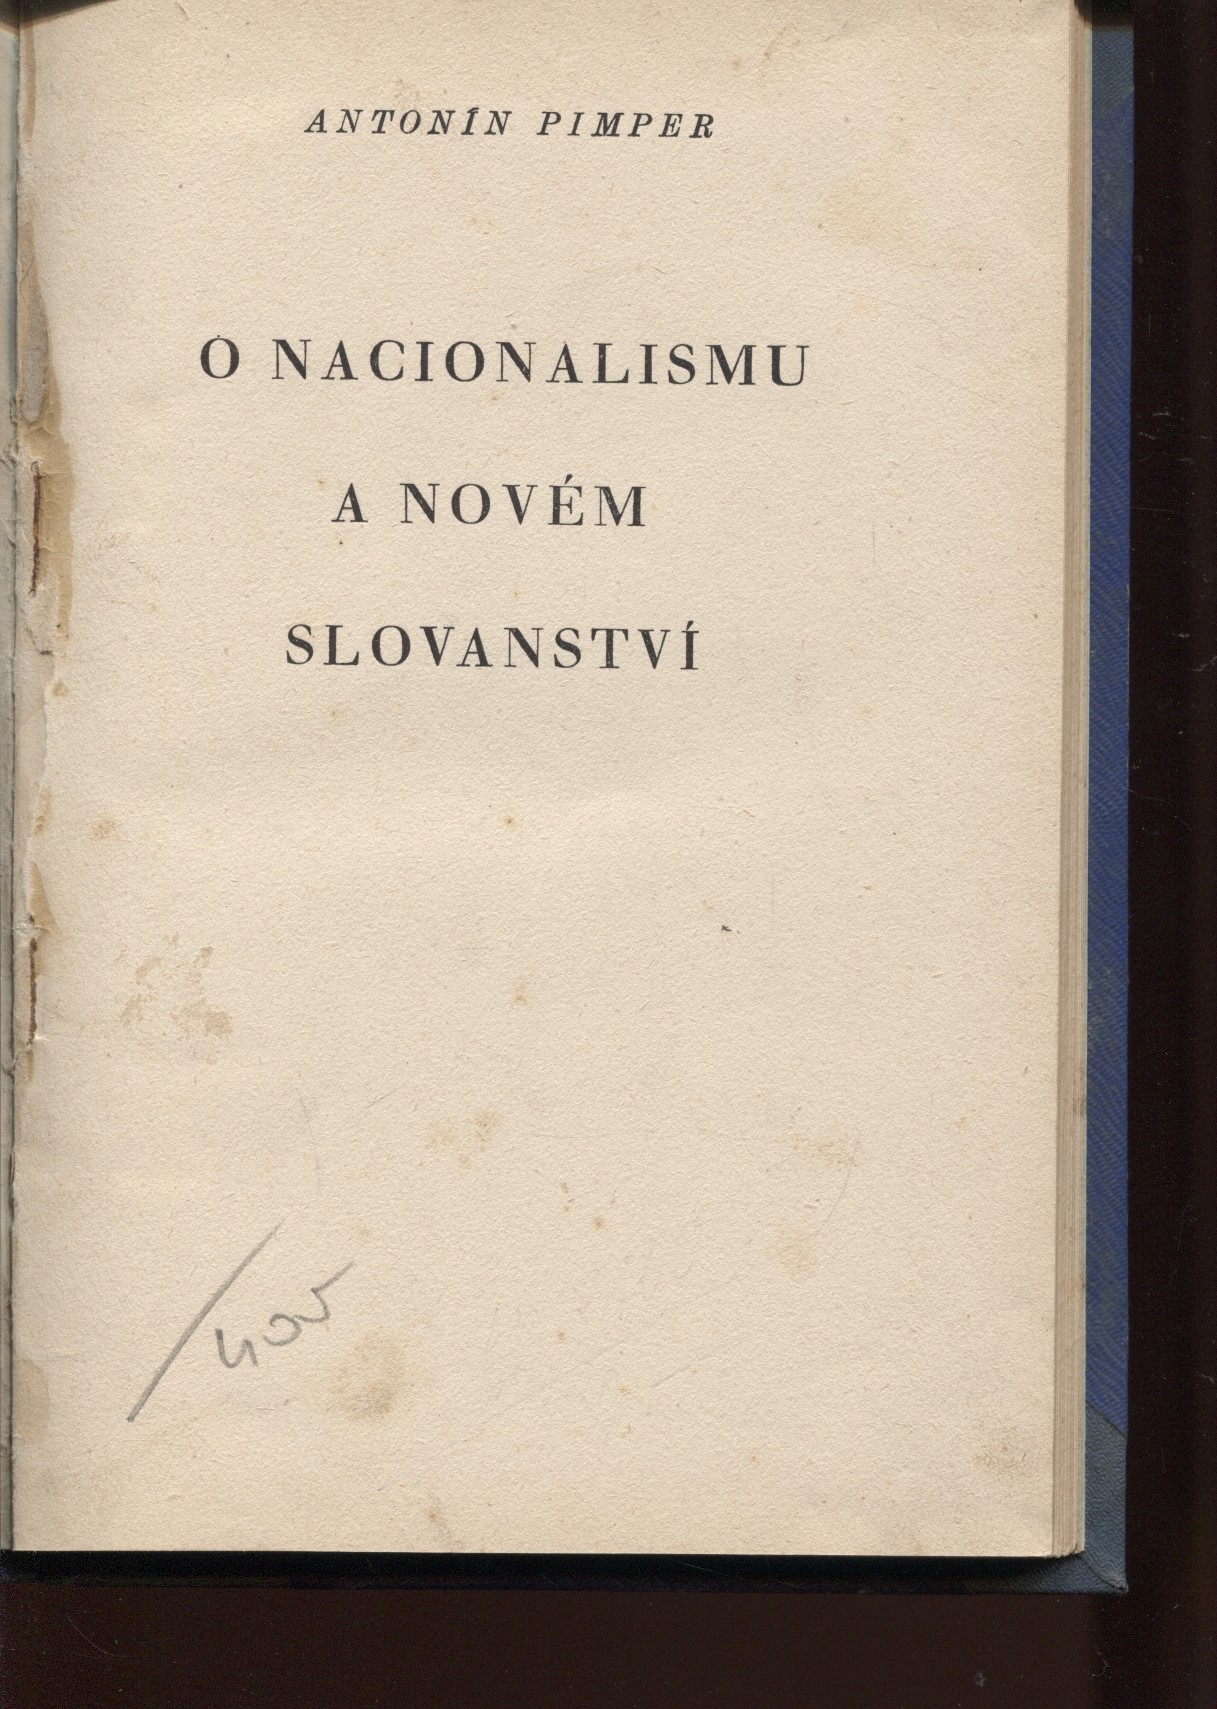 ANTONÍN PIMPER
O NACIONALISMU
A NOVÉM
SLOVANSTVÍ